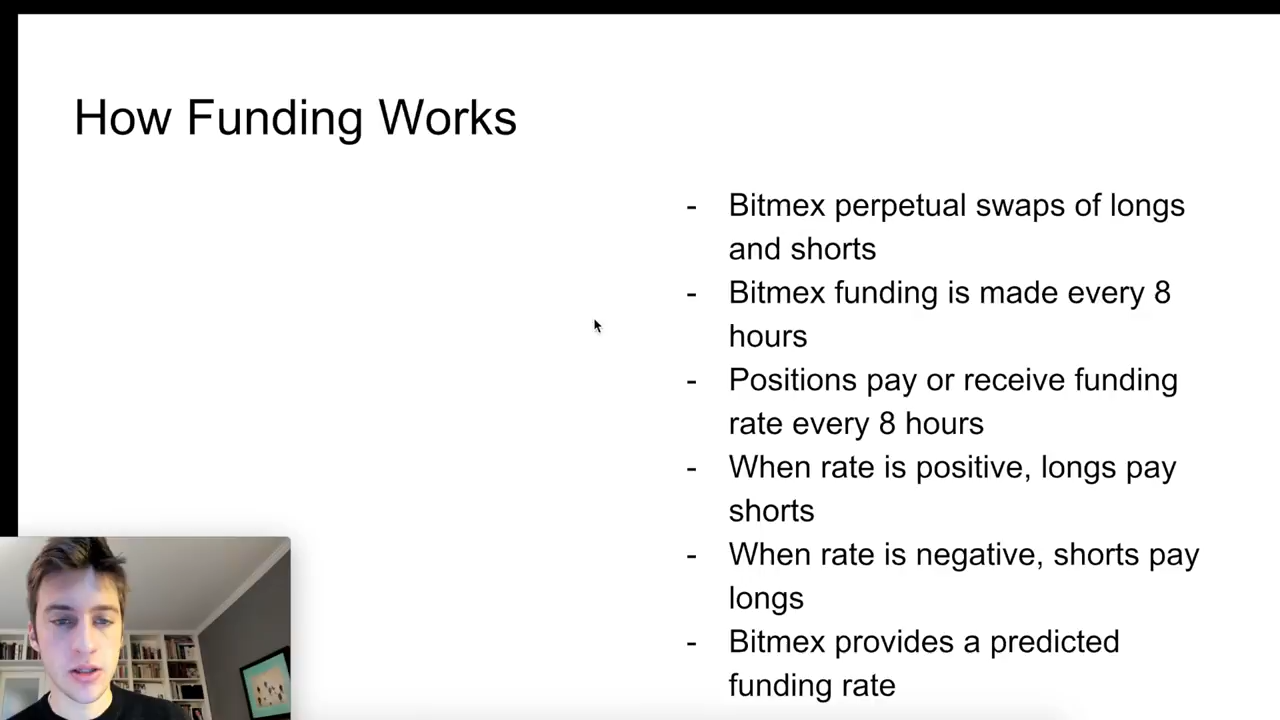 How Funding Works
- Bitmex perpetual swaps of longs
and shorts
- Bitmex funding is made every 8
hours
- Positions pay or receive funding
rate every 8 hours
- When rate is positive, longs pay
shorts
- When rate is negative, shorts pay
longs
- Bitmex provides a predicted
funding rate